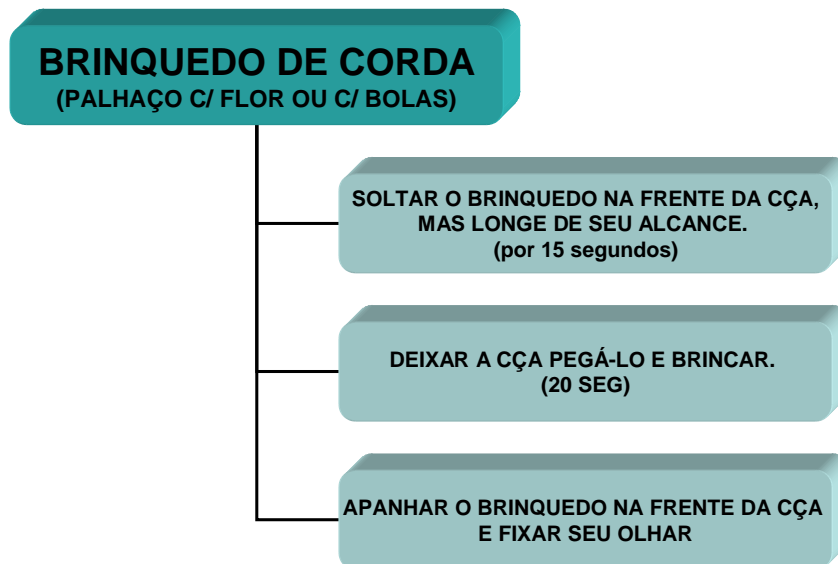 BRINQUEDO DE CORDA
(PALHAÇO C/ FLOR OU C/ BOLAS)
SOLTAR O BRINQUEDO NA FRENTE DA CÇA,
MAS LONGE DE SEU ALCANCE.
(por 15 segundos)
DEIXAR A CÇA PEGÁ-LO E BRINCAR.
(20 SEG)
APANHAR O BRINQUEDO NA FRENTE DA CÇA
E FIXAR SEU OLHAR